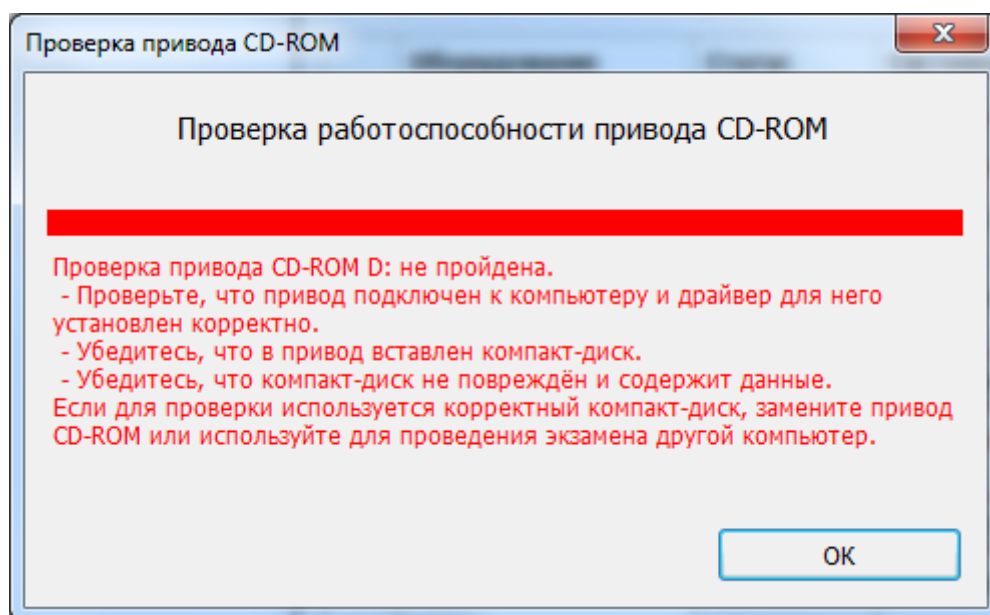 Проверка привода CD-ROM
Проверка работоспособности привода CD-ROM
Проверка привода CD-ROM D: не пройдена.
- Проверьте, что привод подключен к компьютеру и драйвер для него
установлен корректно.
- Убедитесь, что в привод вставлен компакт-диск.
- Убедитесь, что компакт-диск не повреждён и содержит данные.
Если для проверки используется корректный компакт-диск, замените привод
CD-ROM или используйте для проведения экзамена другой компьютер.
ОК